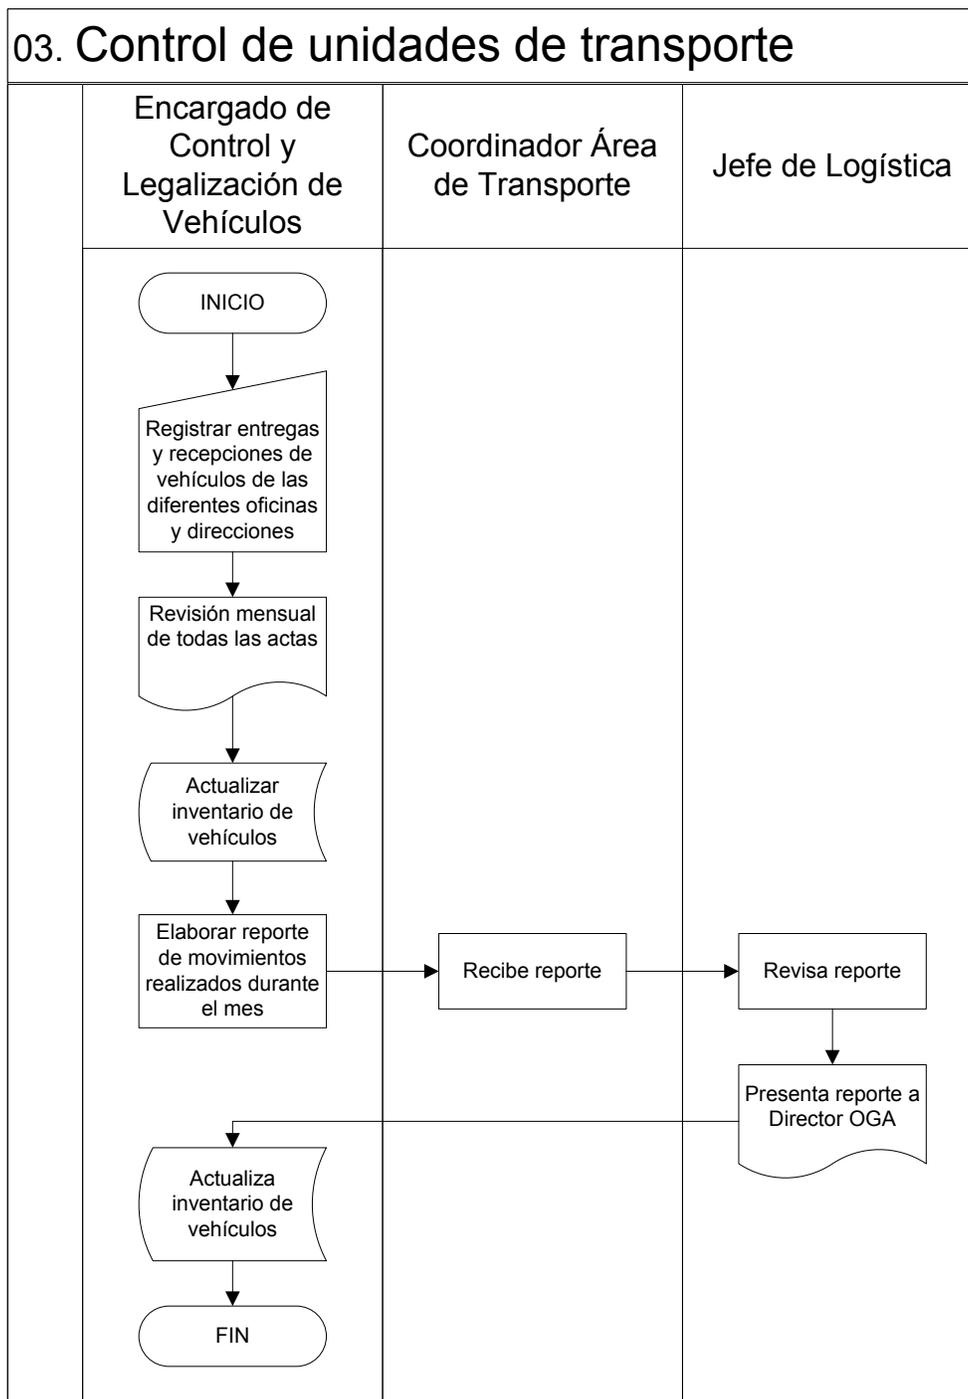 03. Control de unidades de transporte
Encargado de
Control y
Legalización de
Vehículos
Coordinador Área
de Transporte
Jefe de Logística
INICIO
Registrar entregas
y recepciones de
vehículos de las
diferentes oficinas
y direcciones
Revisión mensual
de todas las actas
Actualizar
inventario de
vehículos
Elaborar reporte
de movimientos
realizados durante
el mes
Recibe reporte
Revisa reporte
Presenta reporte a
Director OGA
Actualiza
inventario de
vehículos
FIN